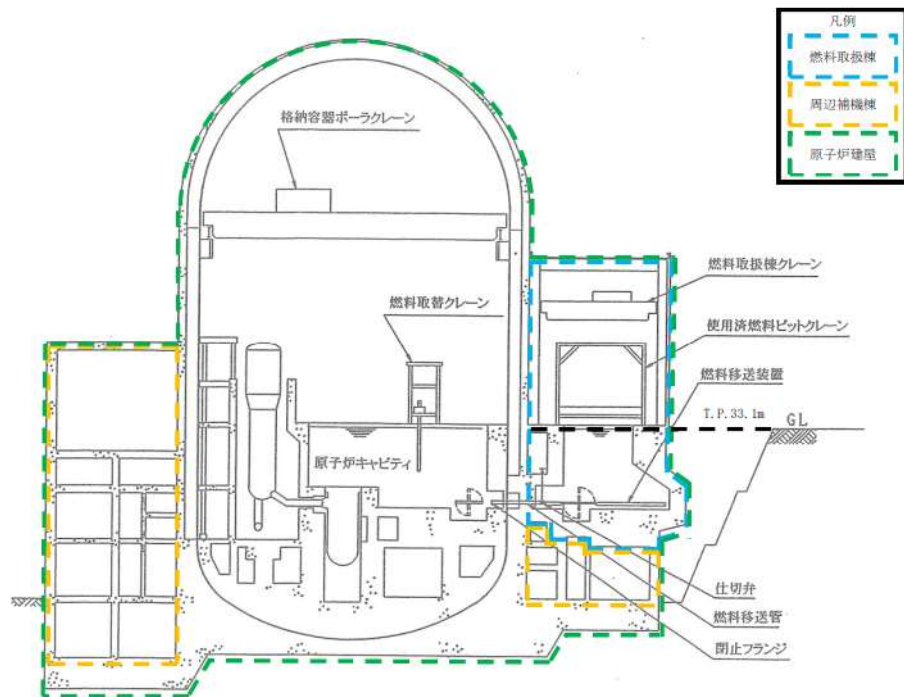 凡例
燃料取扱棟
周辺補機棟
原子炉建屋
格納容器ポーラクレーン
燃料取扱棟クレーン
燃料取替クレーン
使用済燃料ピットクレーン
燃料移送装置
T.P.33.1m
GL
原子炉キャビティ
仕切弁
燃料移送管
閉止フランジ